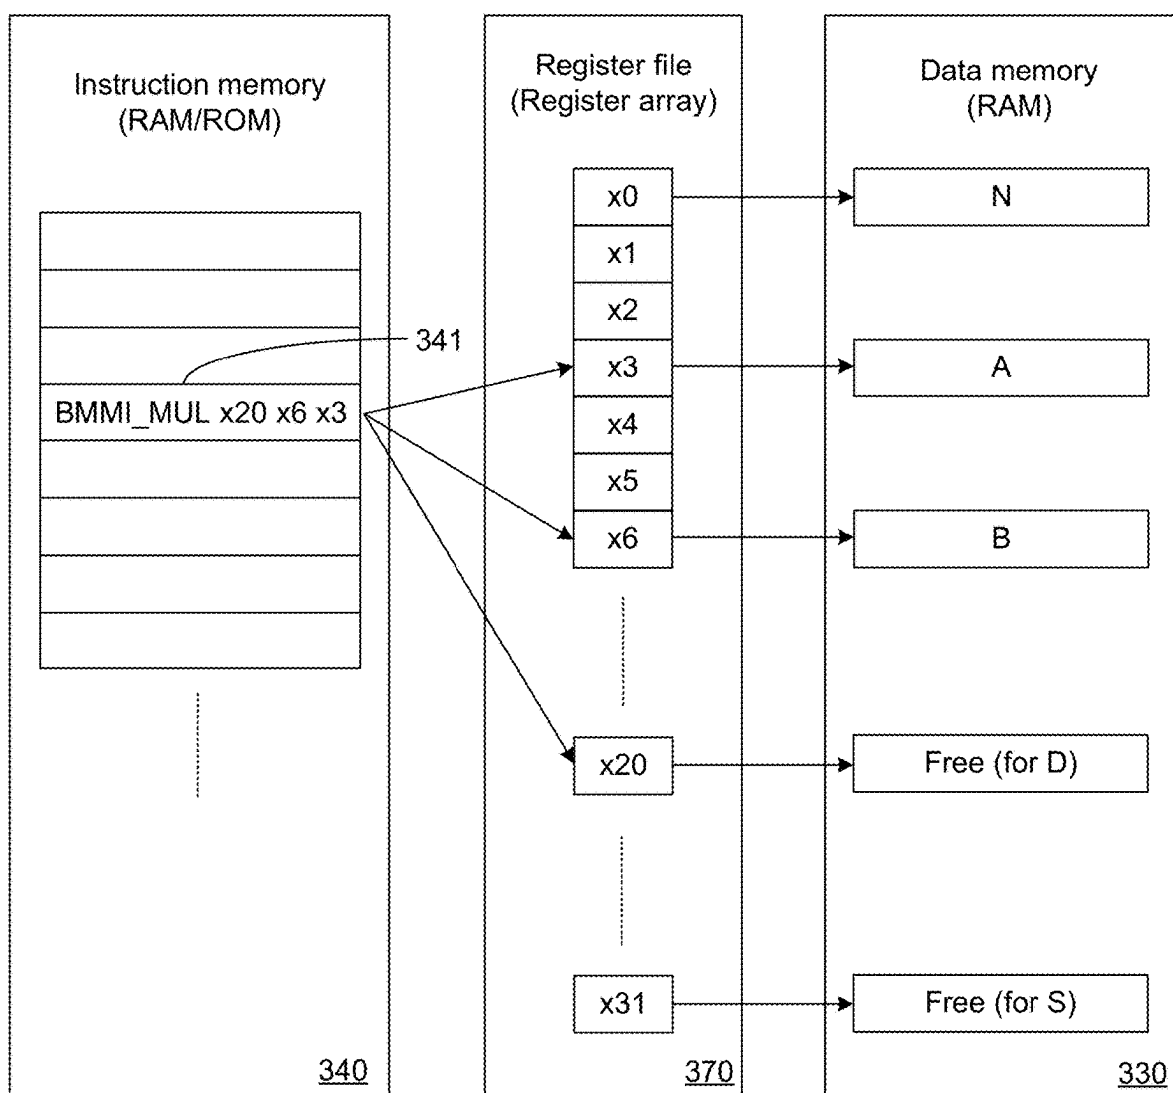 Instruction memory
(RAM/ROM)
341
BMMI_MUL x20 x6 x3
340
Register file
(Register array)
x0
x1
x2
x3
x4
x5
x6
x20
x31
370
Data memory
(RAM)
N
A
B
Free (for D)
Free (for S)
330